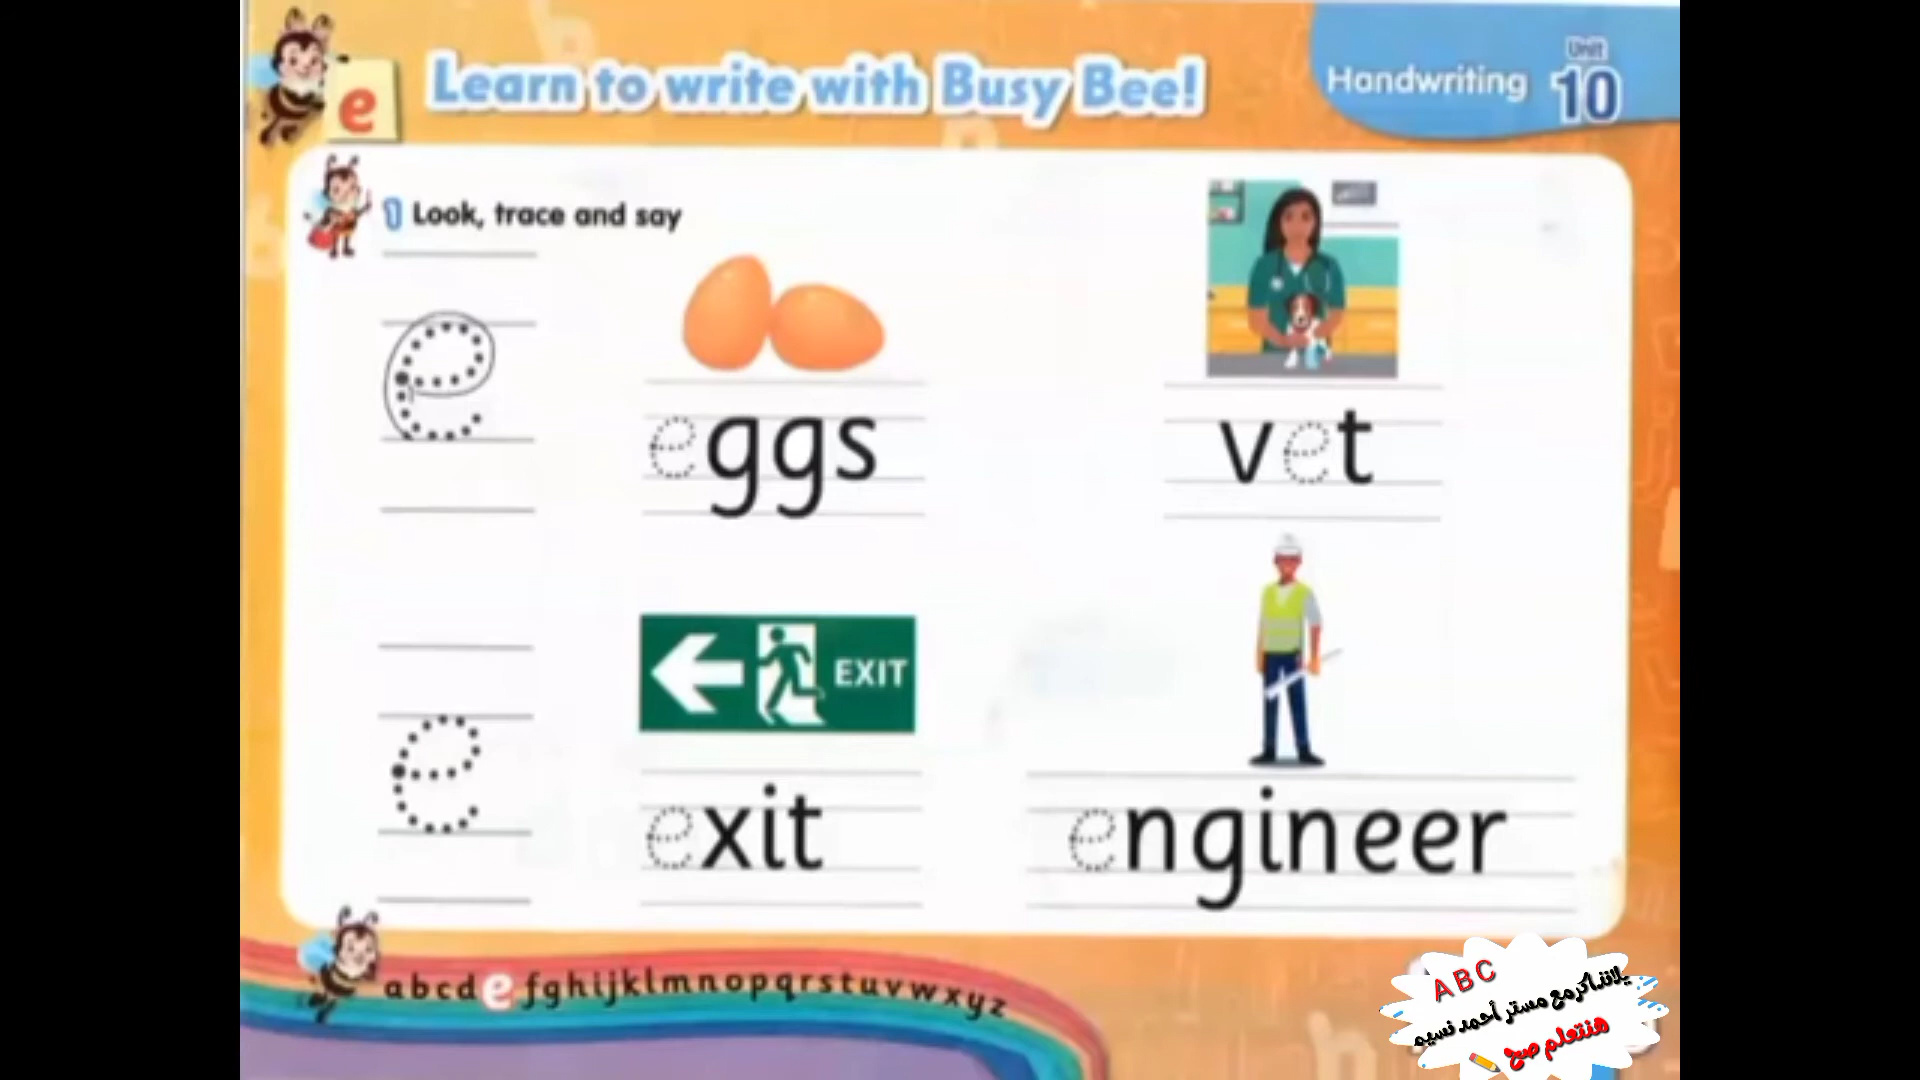 e
Learn to write with Busy Bee!
Handwriting
Unit
10
1 Look, trace and say
e
eggs
vet
e
EXIT
exit
engineer
abcdefghijklmnopqrstuvwxyz
ABC
يلا نذاكر مع مستر أحمد نسيم
هنتعلم صح